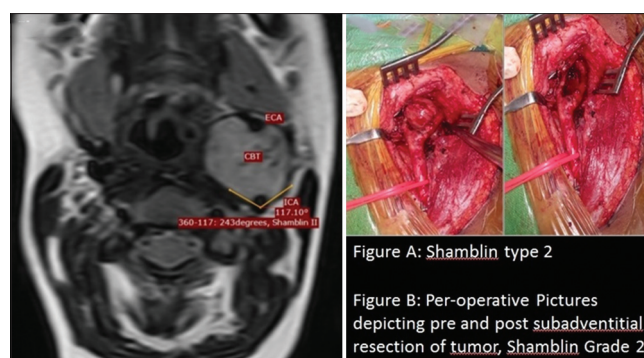 ECA
CBT
ICA
117.10°
360-117: 243degrees, Shamblin II
Figure A: Shamblin type 2
Figure B: Per-operative Pictures
depicting pre and post subadventitial
resection of tumor, Shamblin Grade 2